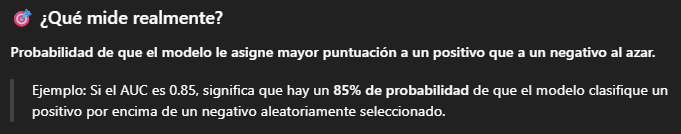 🎯 ¿Qué mide realmente?
Probabilidad de que el modelo le asigne mayor puntuación a un positivo que a un negativo al azar.
Ejemplo: Si el AUC es 0.85, significa que hay un 85% de probabilidad de que el modelo clasifique un
positivo por encima de un negativo aleatoriamente seleccionado.